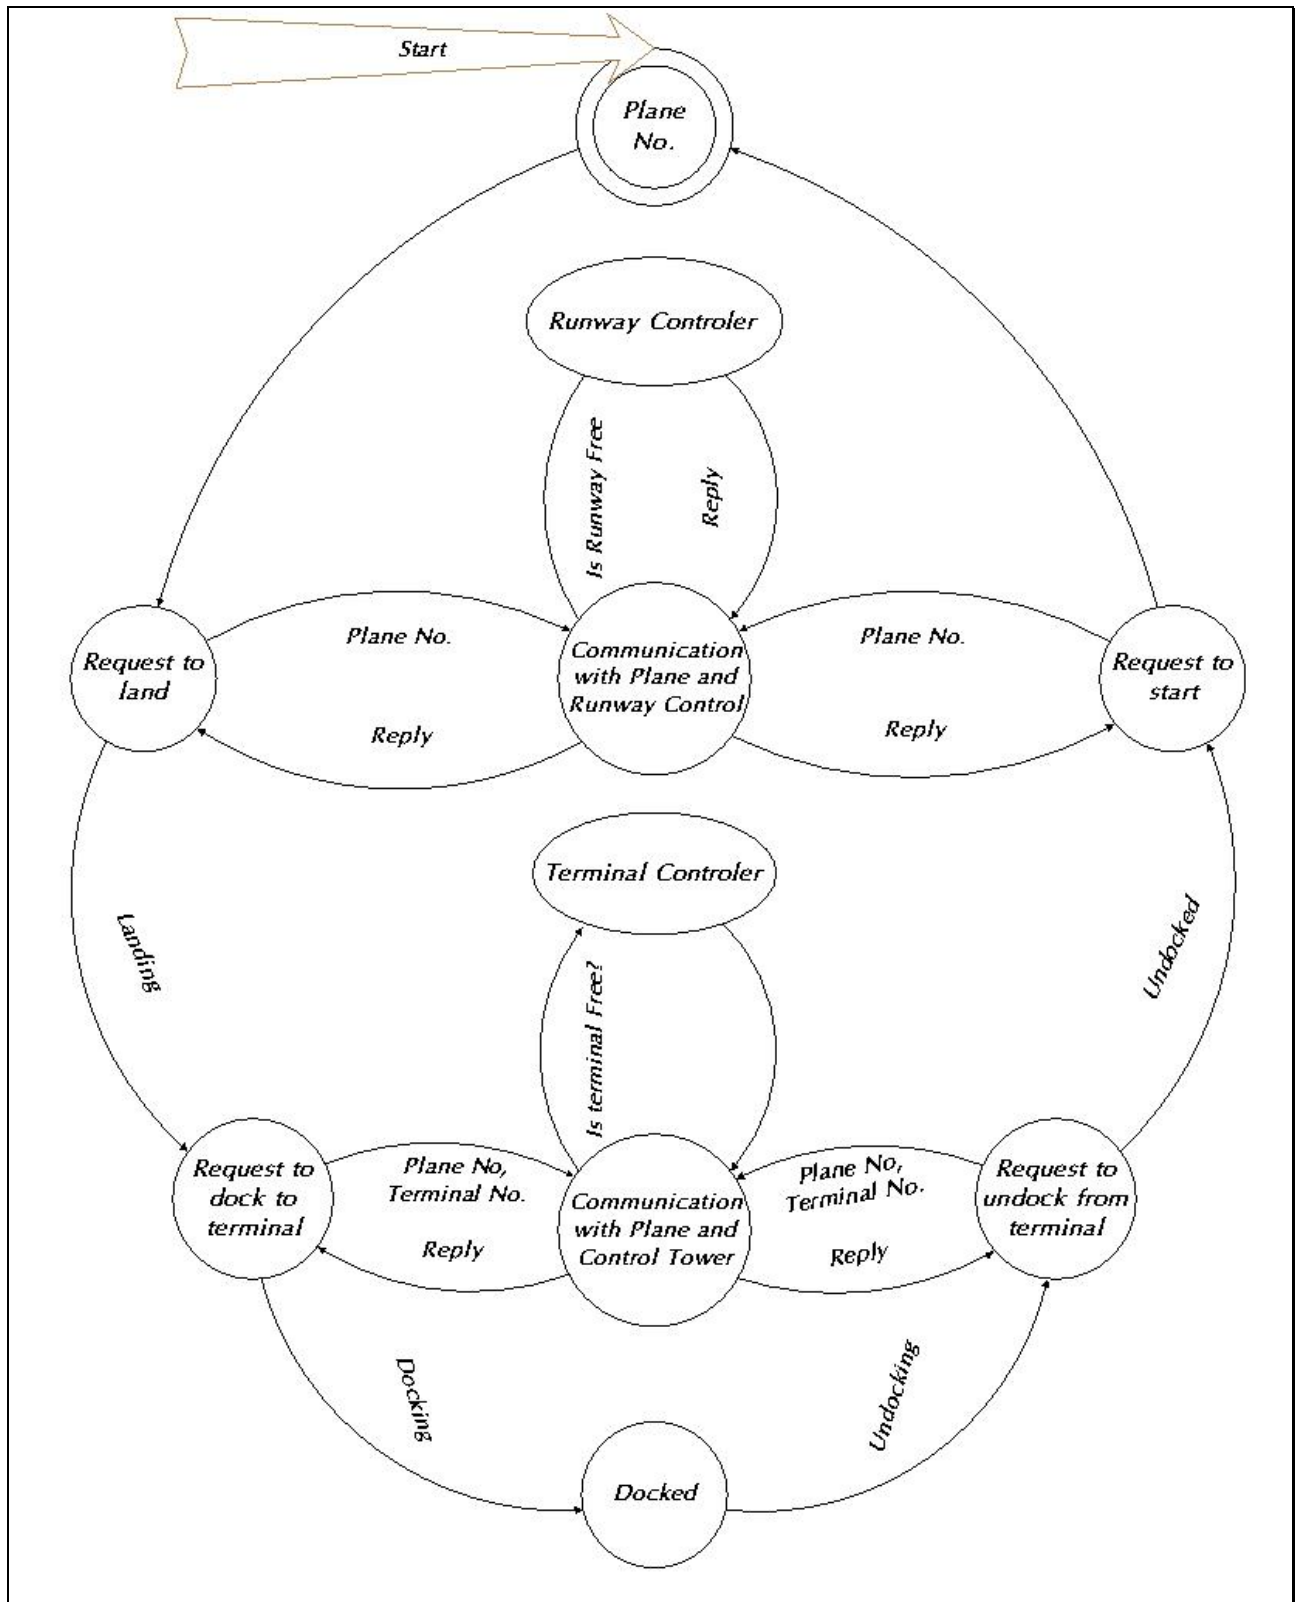 Start
Plane
No.
Runway Controler
Is Runway Free
Reply
Plane No.
Plane No.
Request to
land
Communication
with Plane and
Runway Control
Request to
start
Reply
Reply
Terminal Controler
Landing
Undocked
Is terminal Free?
Request to
dock to
terminal
Plane No,
Terminal No.
Reply
Communication
with Plane and
Control Tower
Plane No,
Terminal No.
Reply
Request to
undock from
terminal
Docking
Undocking
Docked